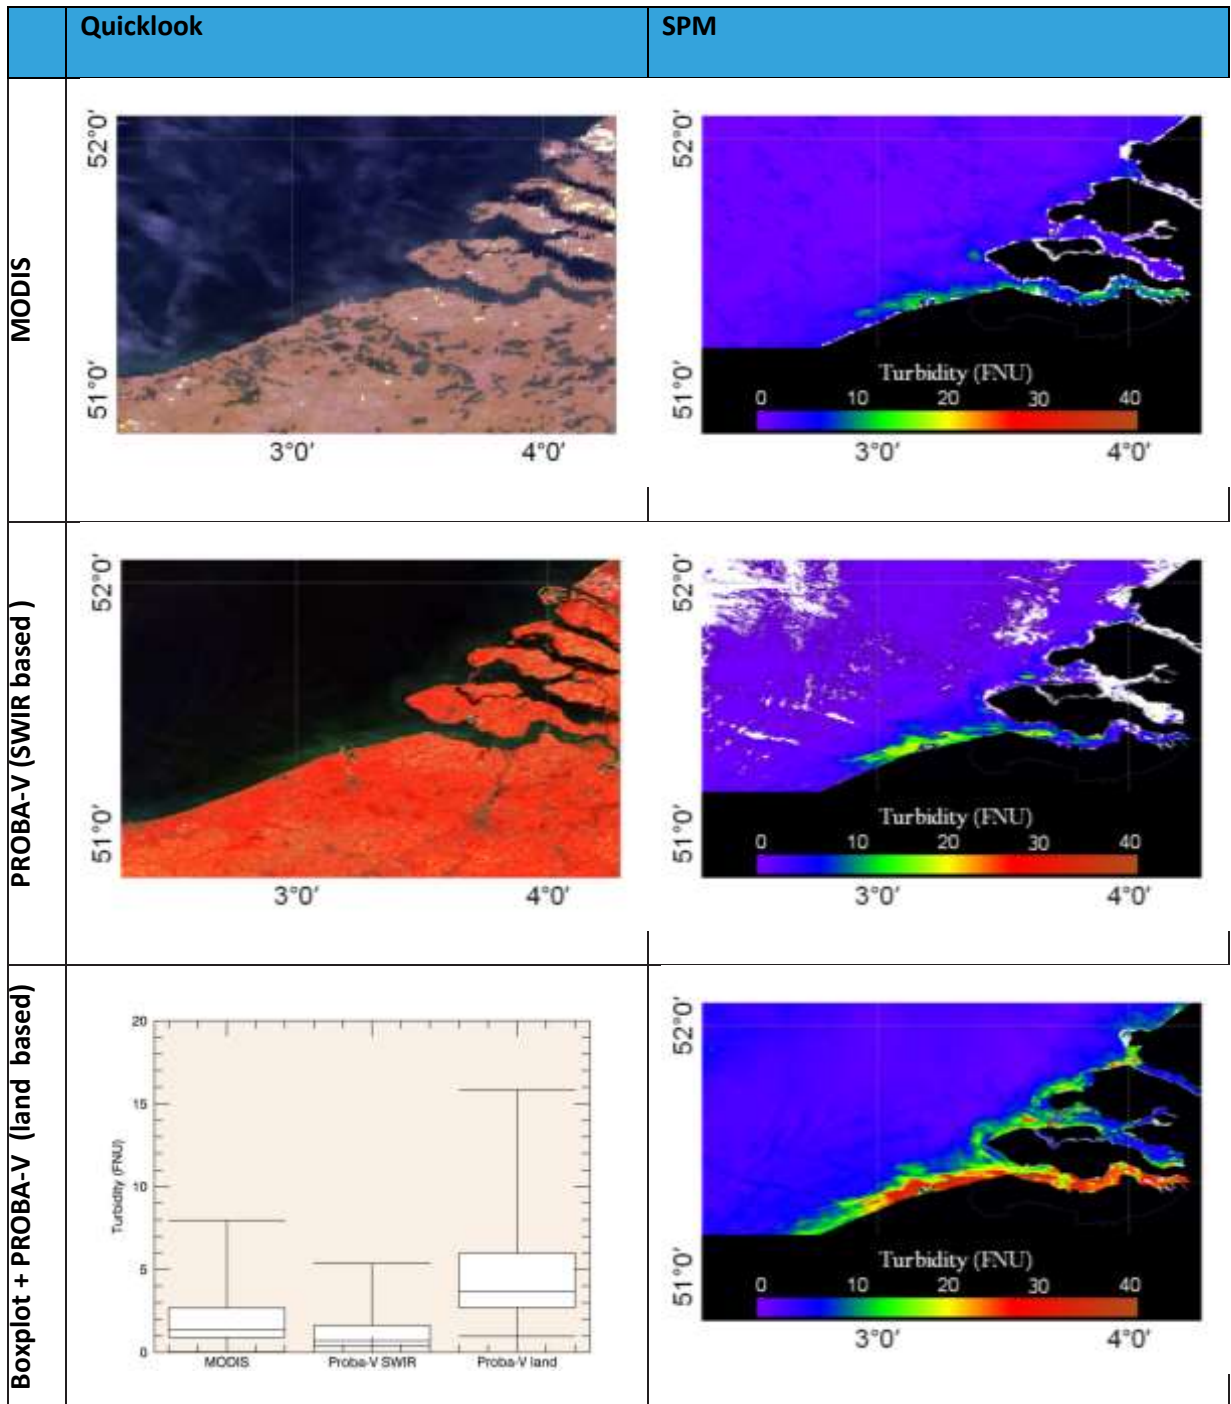 Quicklook
SPM
MODIS
52°0'
51°0'
3°0'
4°0'
52°0'
51°0'
Turbidity (FNU)
0 10 20 30 40
3°0'
4°0'
PROBA-V (SWIR based )
52°0'
51°0'
3°0'
4°0'
52°0'
51°0'
Turbidity (FNU)
0 10 20 30 40
3°0'
4°0'
Boxplot + PROBA-V (land based)
Turbidity (FNU)
20
15
10
5
0
MODIS
Proba-V SWIR
Proba-V land
52°0'
51°0'
Turbidity (FNU)
0 10 20 30 40
3°0'
4°0'